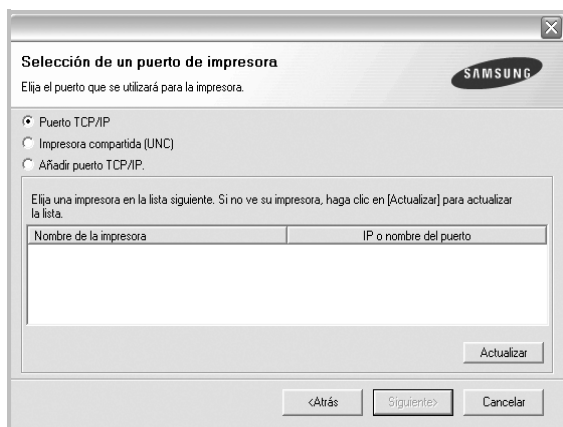 Selección de un puerto de impresora
Elija el puerto que se utilizará para la impresora.
SAMSUNG
Puerto TCP/IP
Impresora compartida (UNC)
Añadir puerto TCP/IP.
Elija una impresora en la lista siguiente. Si no ve su impresora, haga clic en [Actualizar] para actualizar
la lista.
Nombre de la impresora IP o nombre del puerto
Actualizar
<Atrás Siguiente> Cancelar